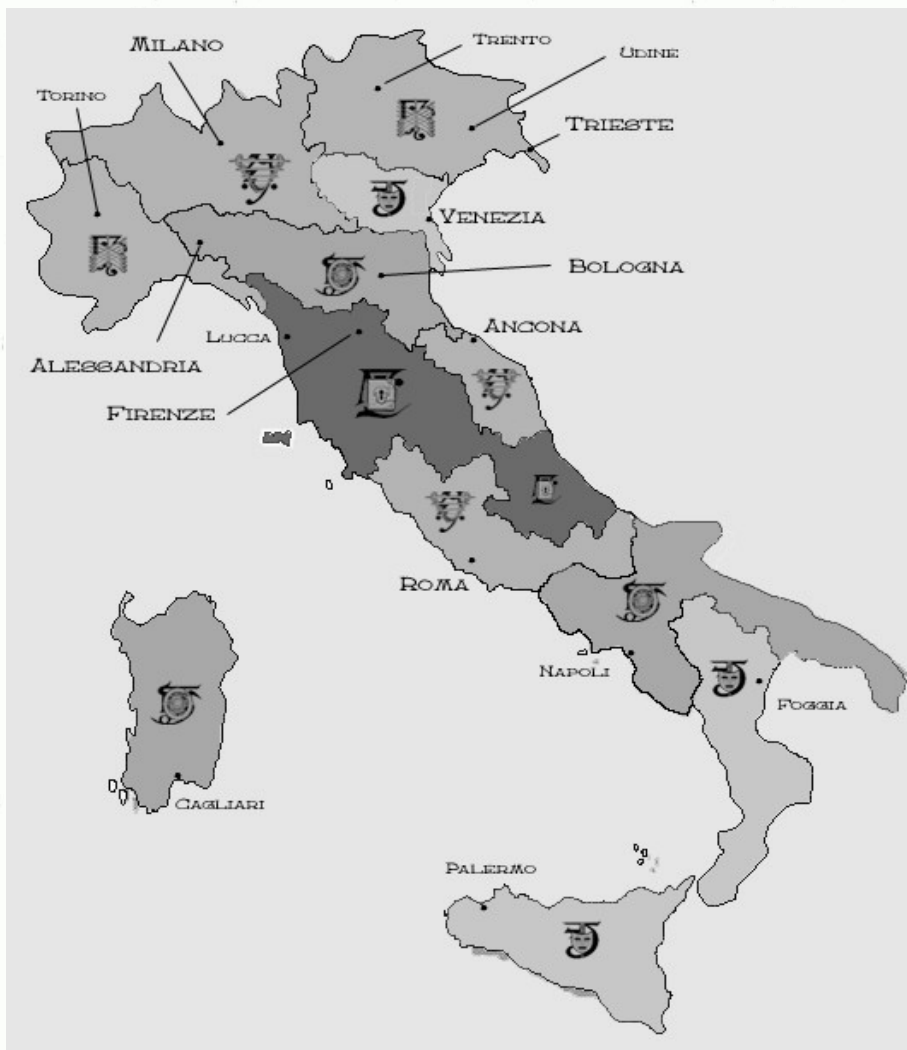 Trento
Milano
Udine
Torino
Trieste
Venezia
Bologna
Ancona
Lucca
Alessandria
Firenze
Roma
Napoli
Foggia
Cagliari
Palermo